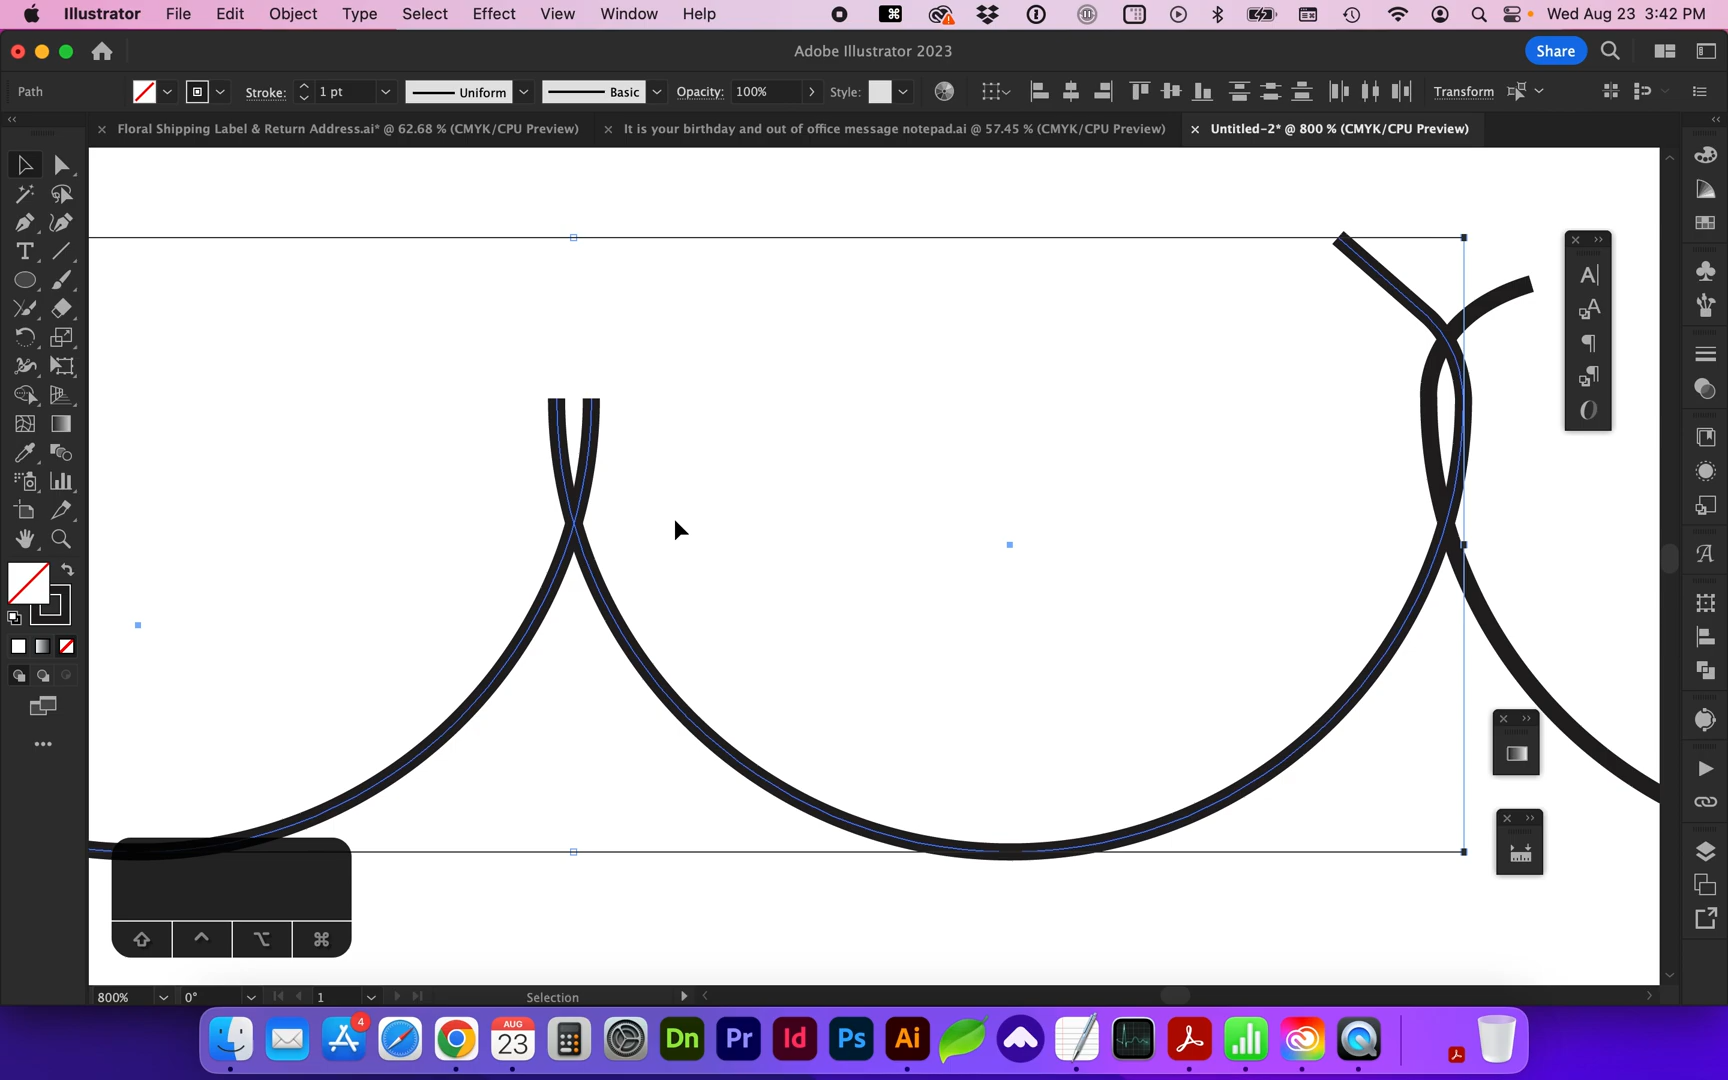 Illustrator File Edit Object Type Select Effect View Window Help Wed Aug 23 3:42 PM
Adobe Illustrator 2023
Share
Path Stroke: 1 pt Uniform Basic Opacity: 100% Style: Transform
Floral Shipping Label & Return Address.ai* @ 62.68 % (CMYK/CPU Preview) It is your birthday and out of office message notepad.ai @ 57.45 % (CMYK/CPU Preview) Untitled-2* @ 800 % (CMYK/CPU Preview)
800% 0° 1 Selection
4
AUG
23
Dn Pr Id Ps Ai